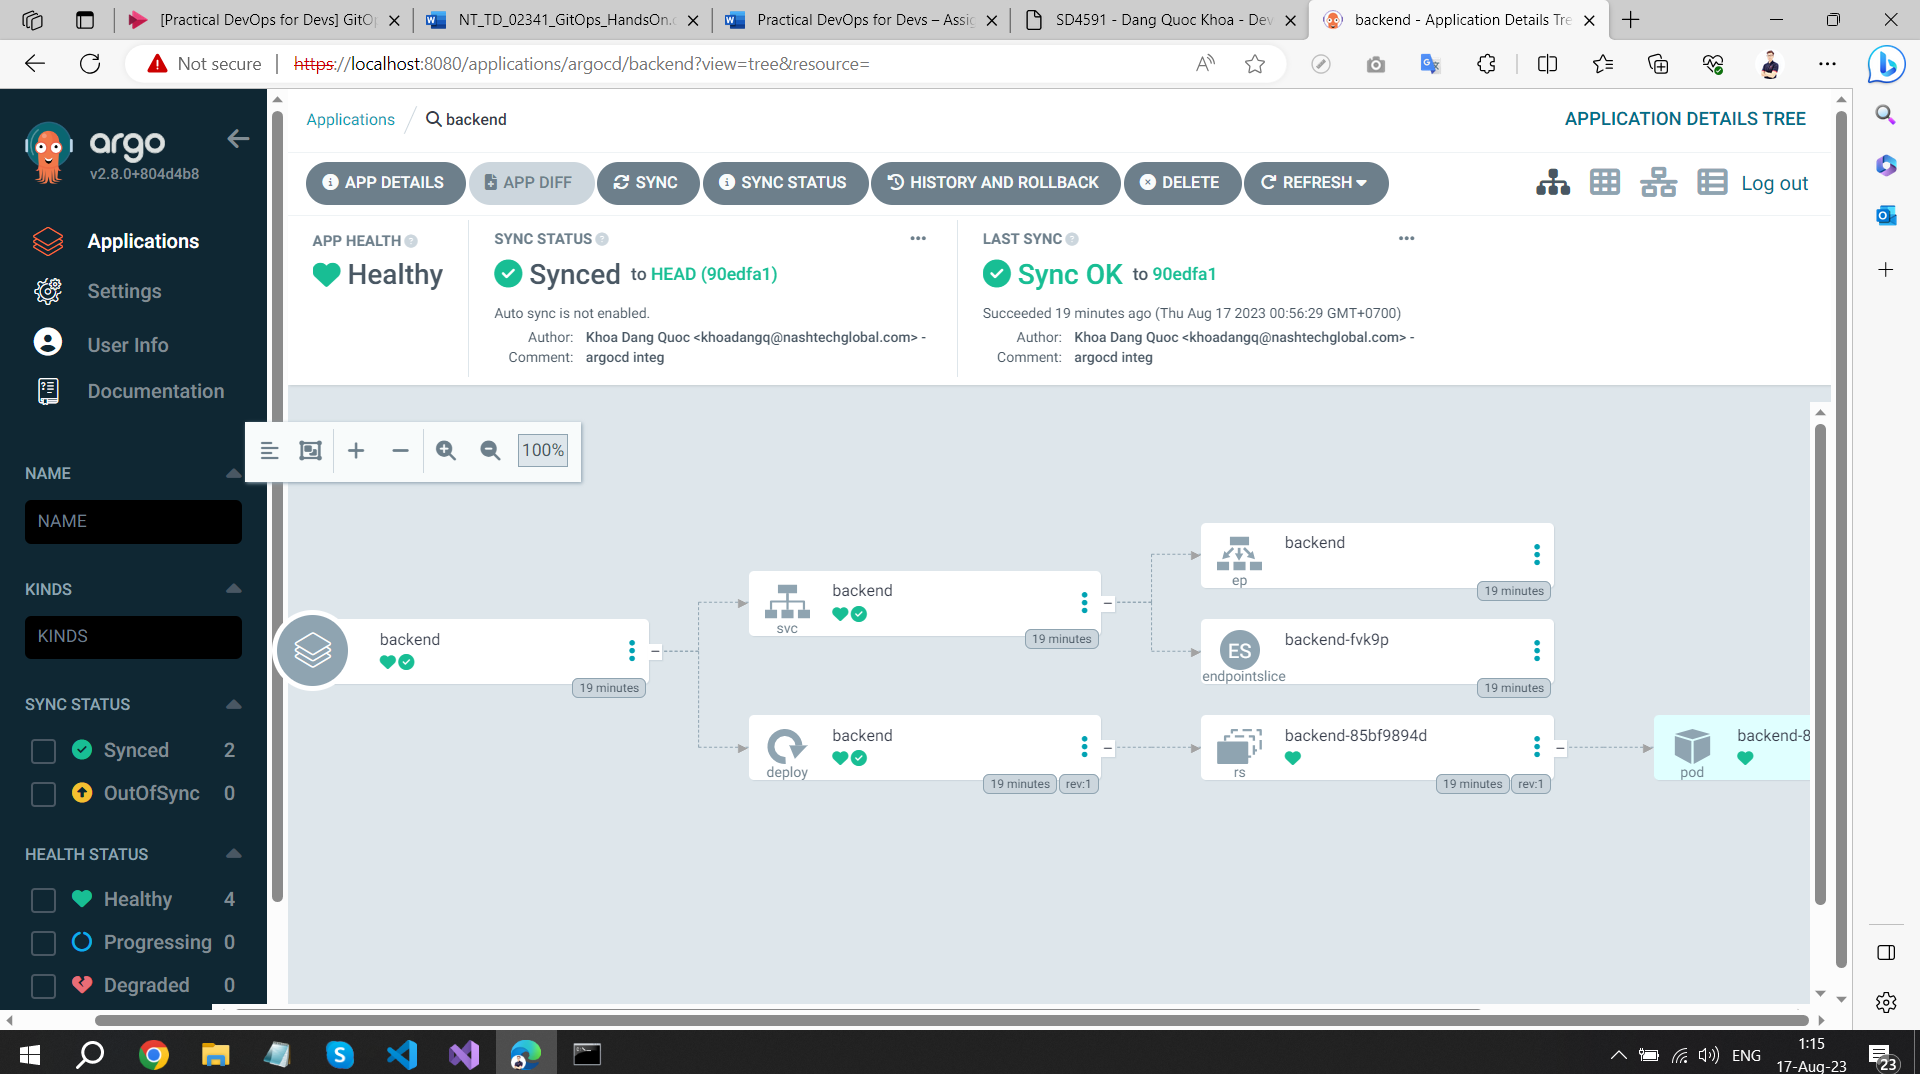 [Practical DevOps for Devs] GitOp
NT_TD_02341_GitOps_HandsOn.d
Practical DevOps for Devs – Assig
SD4591 - Dang Quoc Khoa - Dev
backend - Application Details Tre
Not secure
https://localhost:8080/applications/argocd/backend?view=tree&resource=
argo
v2.8.0+804d4b8
Applications
Settings
User Info
Documentation
NAME
NAME
KINDS
KINDS
SYNC STATUS
Synced 2
OutOfSync 0
HEALTH STATUS
Healthy 4
Progressing 0
Degraded 0
Applications / backend
APPLICATION DETAILS TREE
APP DETAILS
APP DIFF
SYNC
SYNC STATUS
HISTORY AND ROLLBACK
DELETE
REFRESH
Log out
APP HEALTH
Healthy
SYNC STATUS
Synced to HEAD (90edfa1)
Auto sync is not enabled.
Author: Khoa Dang Quoc <khoadangq@nashtechglobal.com> -
Comment: argocd integ
LAST SYNC
Sync OK to 90edfa1
Succeeded 19 minutes ago (Thu Aug 17 2023 00:56:29 GMT+0700)
Author: Khoa Dang Quoc <khoadangq@nashtechglobal.com> -
Comment: argocd integ
100%
backend
19 minutes
backend
svc
19 minutes
backend
deploy
19 minutes rev:1
backend
ep
19 minutes
ES
backend-fvk9p
endpointslice
19 minutes
backend-85bf9894d
rs
19 minutes rev:1
backend-8
pod
ENG
1:15
17-Aug-23
23